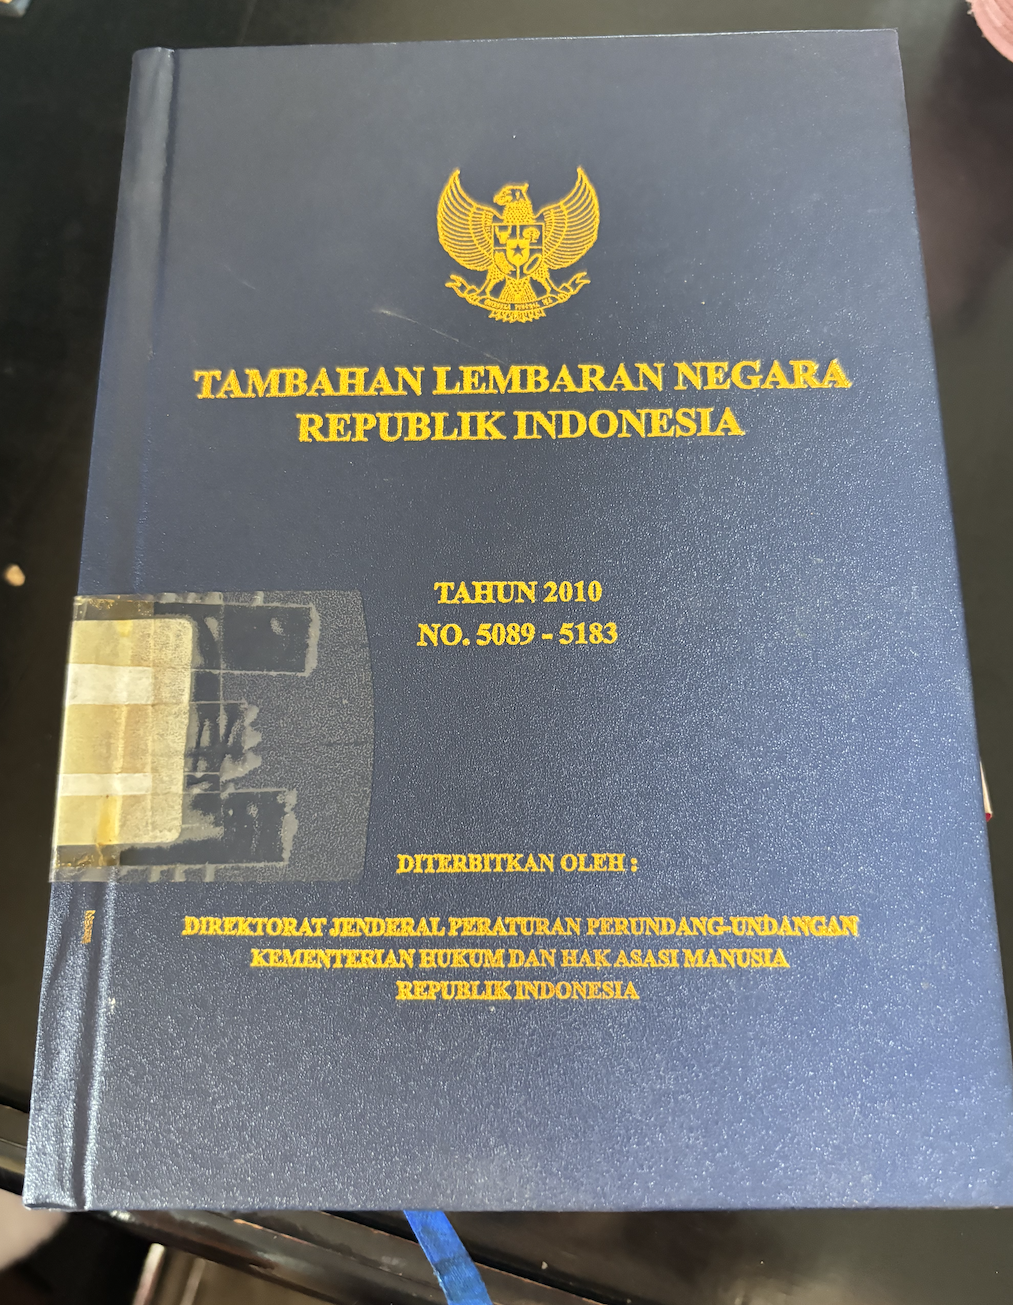 TAMBAHAN LEMBARAN NEGARA
REPUBLIK INDONESIA
TAHUN 2010
NO. 5089 - 5183
DITERBITKAN OLEH :
DIREKTORAT JENDERAL PERATURAN PERUNDANG-UNDANGAN
KEMENTERIAN HUKUM DAN HAK ASASI MANUSIA
REPUBLIK INDONESIA